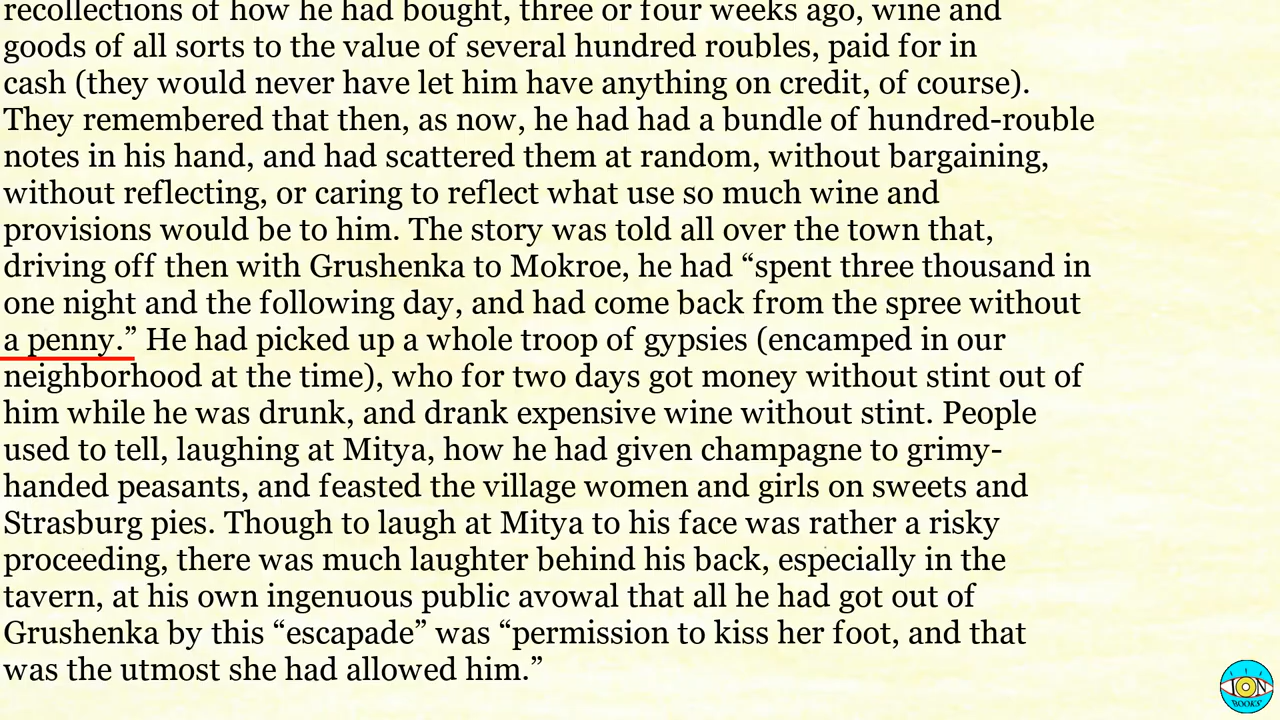 recollections of how he had bought, three or four weeks ago, wine and
goods of all sorts to the value of several hundred roubles, paid for in
cash (they would never have let him have anything on credit, of course).
They remembered that then, as now, he had had a bundle of hundred-rouble
notes in his hand, and had scattered them at random, without bargaining,
without reflecting, or caring to reflect what use so much wine and
provisions would be to him. The story was told all over the town that,
driving off then with Grushenka to Mokroe, he had “spent three thousand in
one night and the following day, and had come back from the spree without
a penny.” He had picked up a whole troop of gypsies (encamped in our
neighborhood at the time), who for two days got money without stint out of
him while he was drunk, and drank expensive wine without stint. People
used to tell, laughing at Mitya, how he had given champagne to grimy-
handed peasants, and feasted the village women and girls on sweets and
Strasburg pies. Though to laugh at Mitya to his face was rather a risky
proceeding, there was much laughter behind his back, especially in the
tavern, at his own ingenuous public avowal that all he had got out of
Grushenka by this “escapade” was “permission to kiss her foot, and that
was the utmost she had allowed him.”
ION
BOOKS